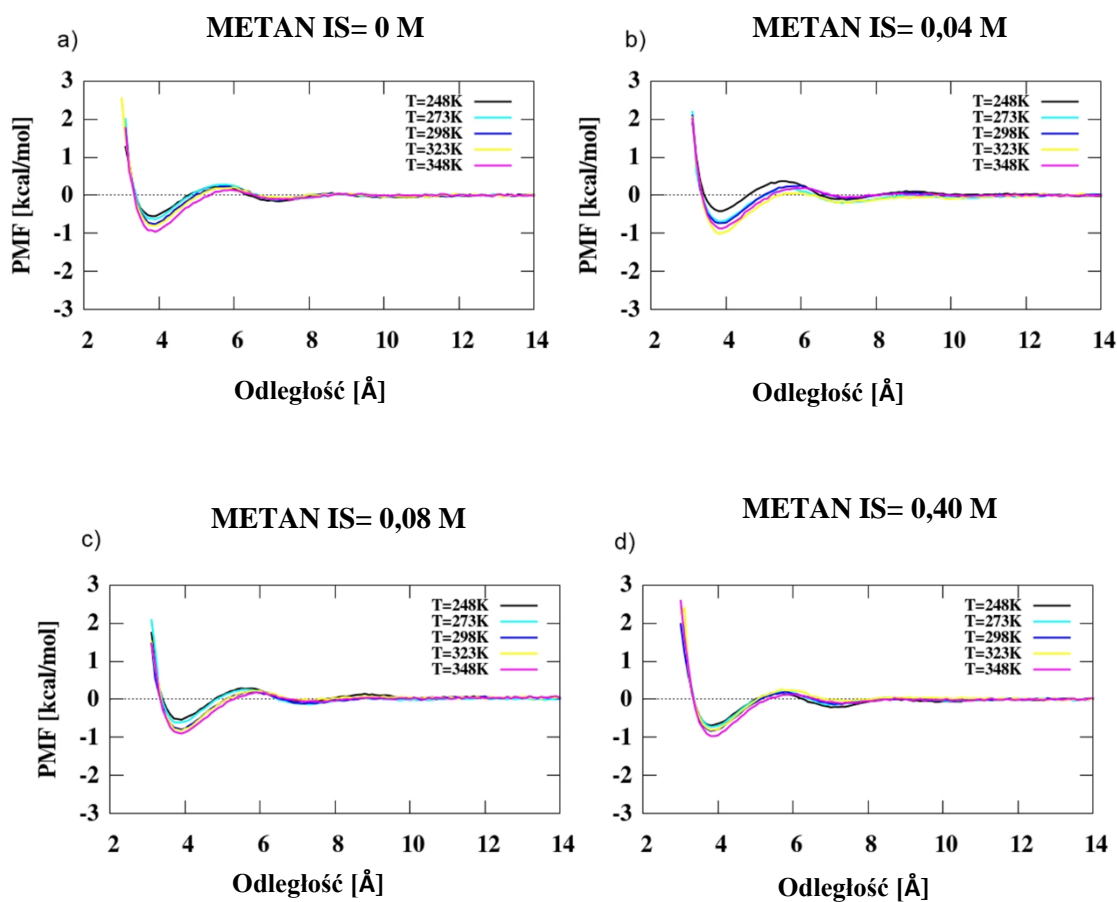 METAN IS= 0 M
a)
3
2
1
0
-1
-2
-3
PMF [kcal/mol]
T=248K
T=273K
T=298K
T=323K
T=348K
2 4 6 8 10 12 14
Odległość [Å]
METAN IS= 0,04 M
b)
3
2
1
0
-1
-2
-3
PMF [kcal/mol]
T=248K
T=273K
T=298K
T=323K
T=348K
2 4 6 8 10 12 14
Odległość [Å]
METAN IS= 0,08 M
c)
3
2
1
0
-1
-2
-3
PMF [kcal/mol]
T=248K
T=273K
T=298K
T=323K
T=348K
2 4 6 8 10 12 14
Odległość [Å]
METAN IS= 0,40 M
d)
3
2
1
0
-1
-2
-3
PMF [kcal/mol]
T=248K
T=273K
T=298K
T=323K
T=348K
2 4 6 8 10 12 14
Odległość [Å]